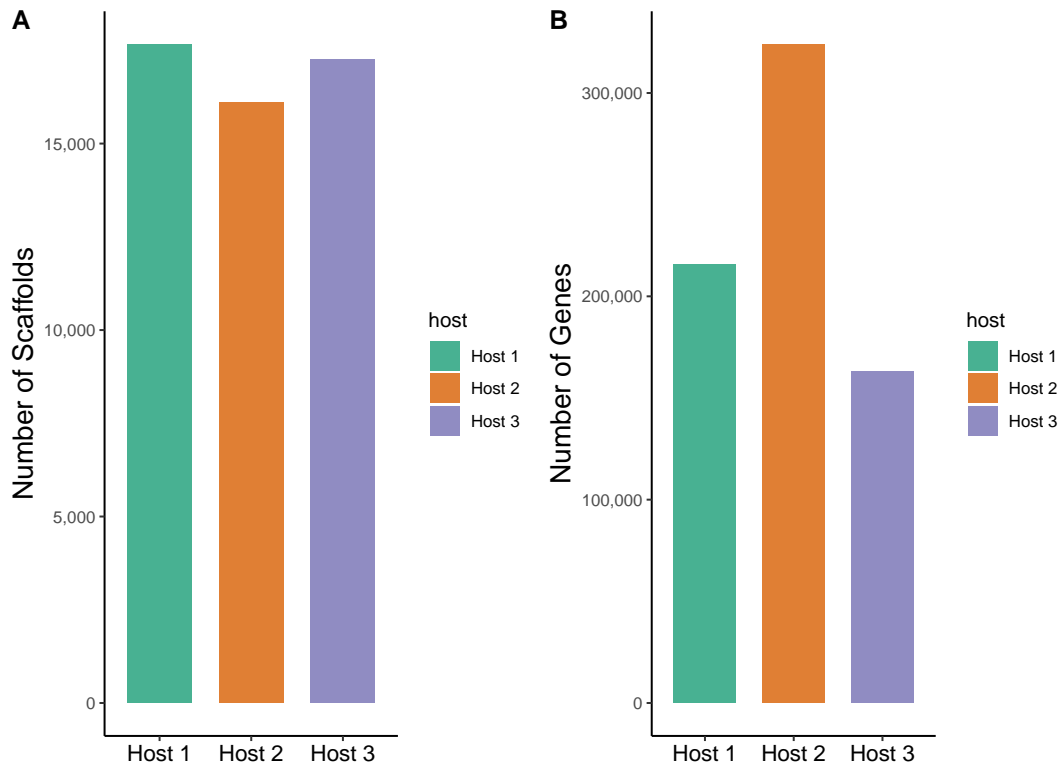 A
Number of Scaffolds
15,000
10,000
5,000
0
Host 1
Host 2
Host 3
host
Host 1
Host 2
Host 3
B
Number of Genes
300,000
200,000
100,000
0
Host 1
Host 2
Host 3
host
Host 1
Host 2
Host 3